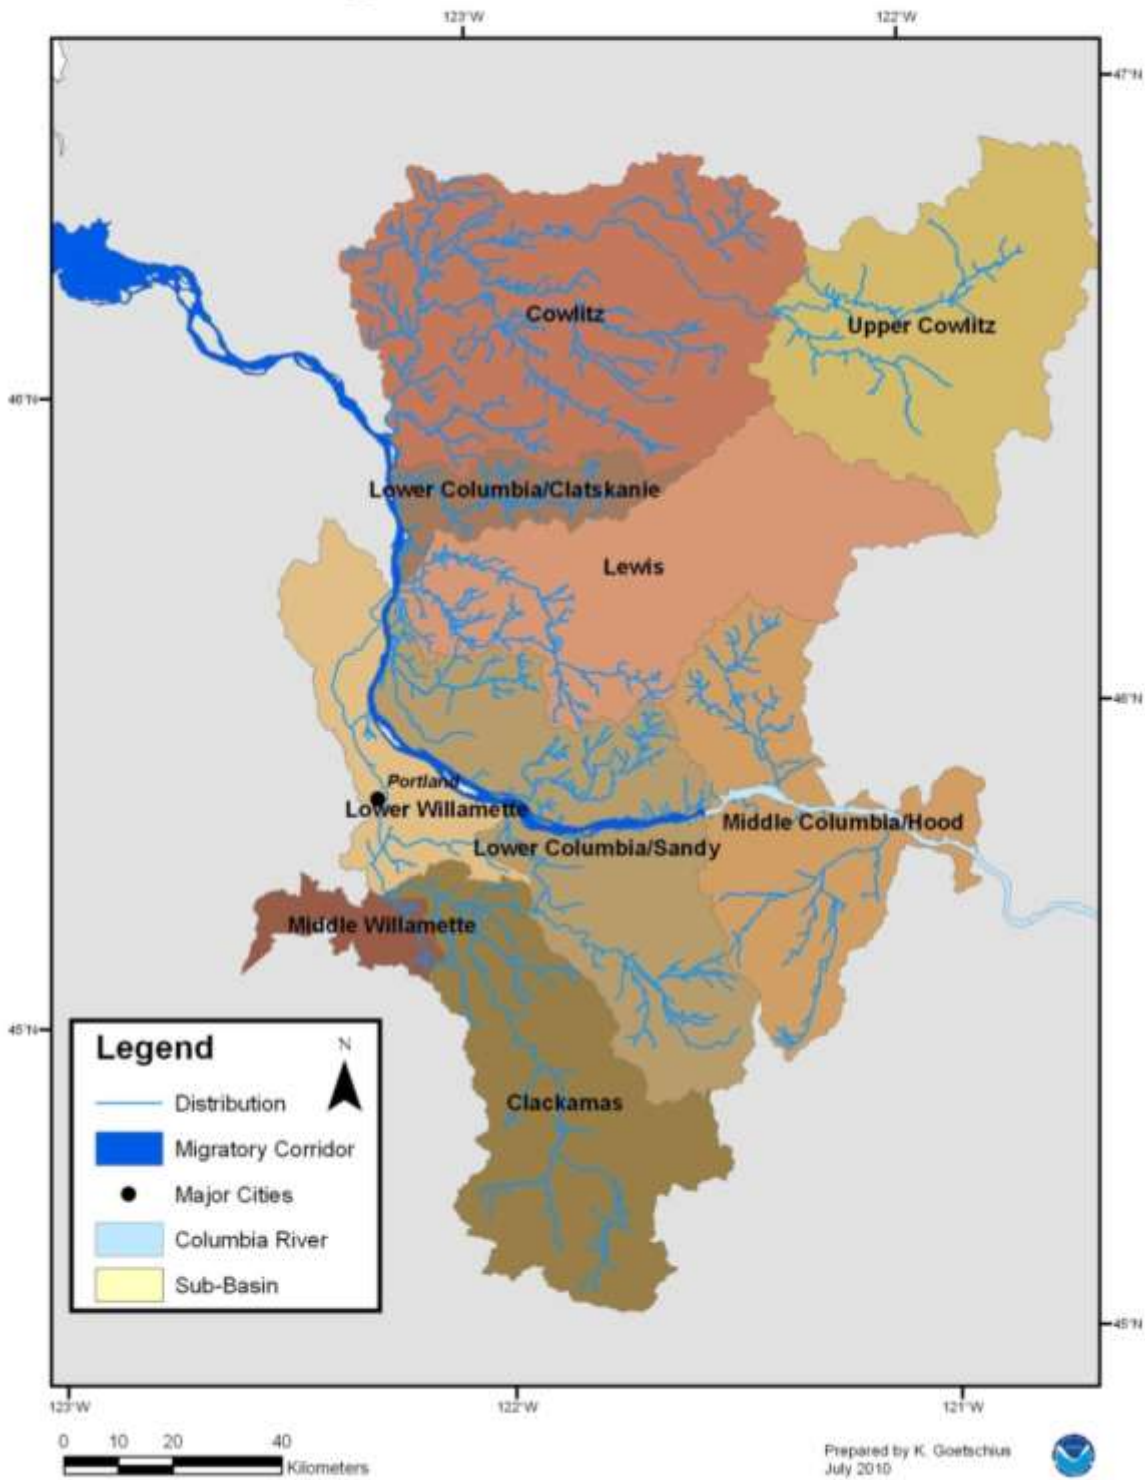 123°W
122°W
47°N
Cowlitz
Upper Cowlitz
46°N
Lower Columbia/Clatskanie
Lewis
46°N
Portland
Lower Willamette
Middle Columbia/Hood
Lower Columbia/Sandy
Middle Willamette
45°N
Legend
N
Distribution
Migratory Corridor
Major Cities
Columbia River
Sub-Basin
Clackamas
45°N
123°W
122°W
121°W
0 10 20 40
Kilometers
Prepared by K. Goetschius
July 2010